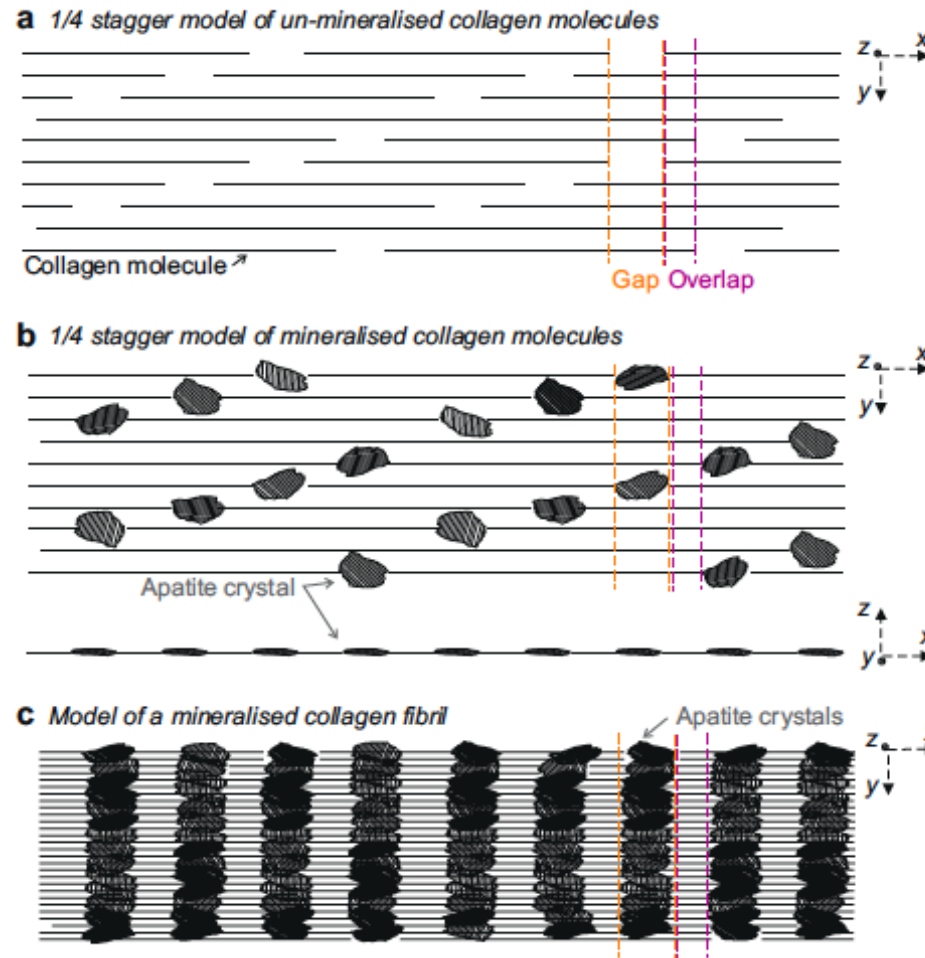 a 1/4 stagger model of un-mineralised collagen molecules
z x
y
Collagen molecule
Gap Overlap
b 1/4 stagger model of mineralised collagen molecules
z x
y
Apatite crystal
z
y x
c Model of a mineralised collagen fibril
Apatite crystals
z
y